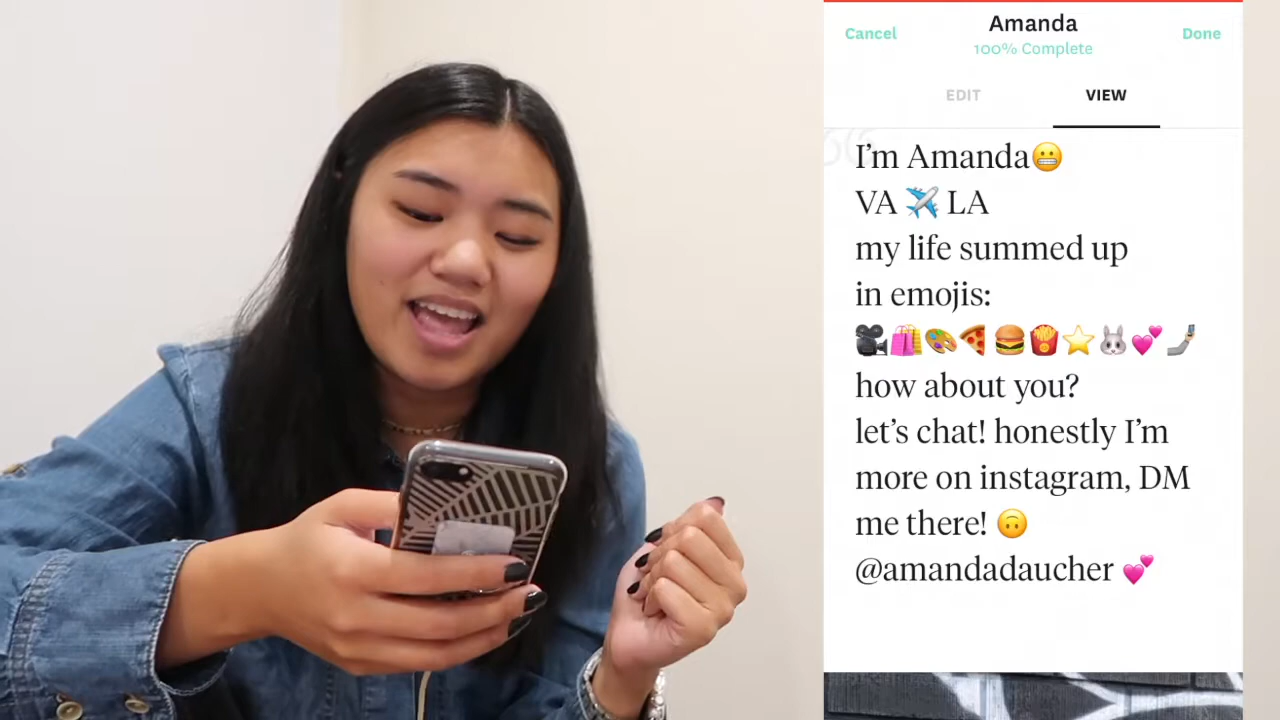 Amanda
Cancel
100% Complete
Done
EDIT
VIEW
I'm Amanda😬
VA ✈️ LA
my life summed up
in emojis:
🎥🛍️🎨🍕🍔🍟⭐🐰💕🤳
how about you?
let's chat! honestly I'm
more on instagram, DM
me there! 🙃
@amandadaucher 💕